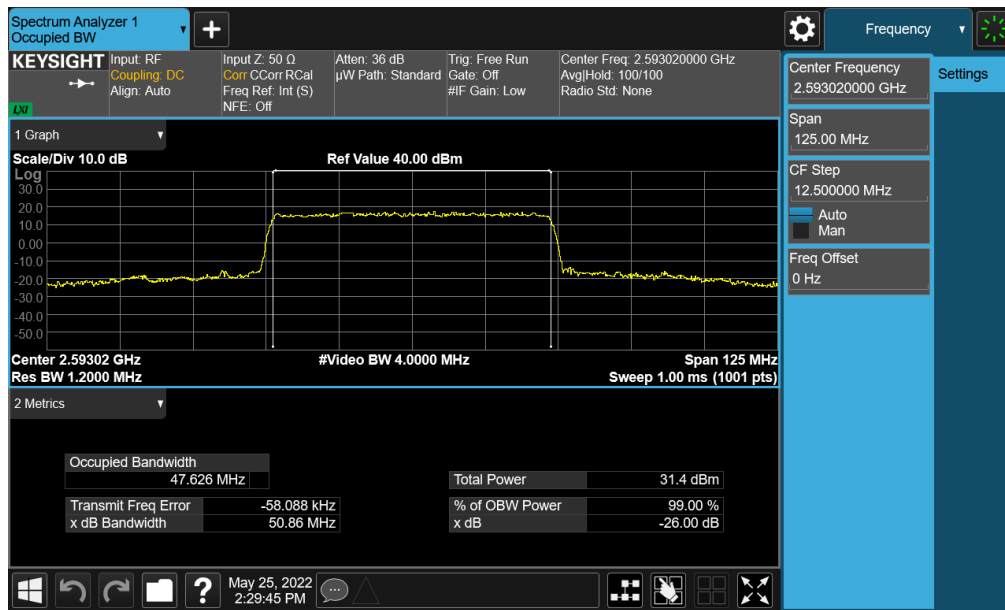 Spectrum Analyzer 1
Occupied BW
+
Frequency
KEYSIGHT
LXI
Input: RF
Coupling: DC
Align: Auto
Input Z: 50 Ω
Corr CCorr RCal
Freq Ref: Int (S)
NFE: Off
Atten: 36 dB
µW Path: Standard
Trig: Free Run
Gate: Off
#IF Gain: Low
Center Freq: 2.593020000 GHz
Avg|Hold: 100/100
Radio Std: None
Center Frequency
2.593020000 GHz
Settings
Span
125.00 MHz
CF Step
12.500000 MHz
Auto
Man
Freq Offset
0 Hz
1 Graph
Scale/Div 10.0 dB
Ref Value 40.00 dBm
Log
30.0
20.0
10.0
0.00
-10.0
-20.0
-30.0
-40.0
-50.0
Center 2.59302 GHz
#Video BW 4.0000 MHz
Span 125 MHz
Res BW 1.2000 MHz
Sweep 1.00 ms (1001 pts)
2 Metrics
Occupied Bandwidth
47.626 MHz
Total Power 31.4 dBm
Transmit Freq Error -58.088 kHz
% of OBW Power 99.00 %
x dB Bandwidth 50.86 MHz
x dB -26.00 dB
?
May 25, 2022
2:29:45 PM